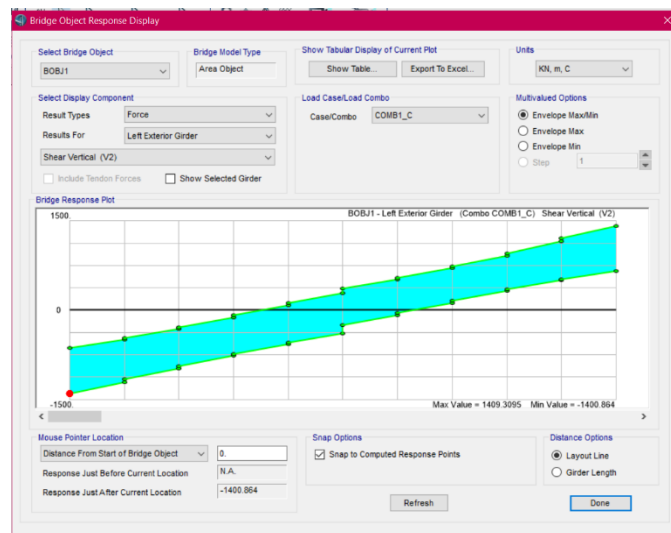 Bridge Object Response Display
Select Bridge Object
BOBJ1
Bridge Model Type
Area Object
Show Tabular Display of Current Plot
Show Table...
Export To Excel...
Units
KN, m, C
Select Display Component
Result Types
Force
Results For
Left Exterior Girder
Shear Vertical (V2)
Include Tendon Forces
Show Selected Girder
Load Case/Load Combo
Case/Combo
COMB1_C
Multivalued Options
Envelope Max/Min
Envelope Max
Envelope Min
Step
1
Bridge Response Plot
1500.
BOBJ1 - Left Exterior Girder (Combo COMB1_C) Shear Vertical (V2)
0
-1500.
Max Value = 1409.3095 Min Value = -1400.864
Mouse Pointer Location
Distance From Start of Bridge Object
0.
Response Just Before Current Location
N.A.
Response Just After Current Location
-1400.864
Snap Options
Snap to Computed Response Points
Refresh
Distance Options
Layout Line
Girder Length
Done